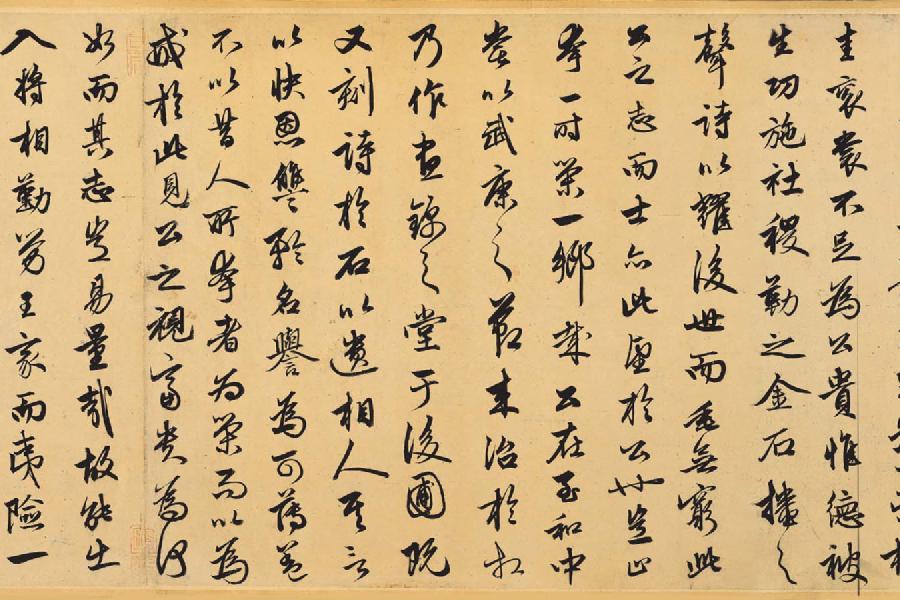 圭衮裳不足為公貴惟德被
生功施社稷勒之金石播之
聲詩以耀後世而垂無窮此
公之志而士亦此望於公也豈止
夸一時榮一鄉哉公在至和中
嘗以武康之節來治於相
乃作晝錦之堂于後圃既
又刻詩於石以遺相人其言
以快恩讎矜名譽為可薄蓋
不以昔人所夸者為榮而以為
戒於此見公之視富貴為何
如而其志豈易量哉故能出
入將相勤勞王家而夷險一